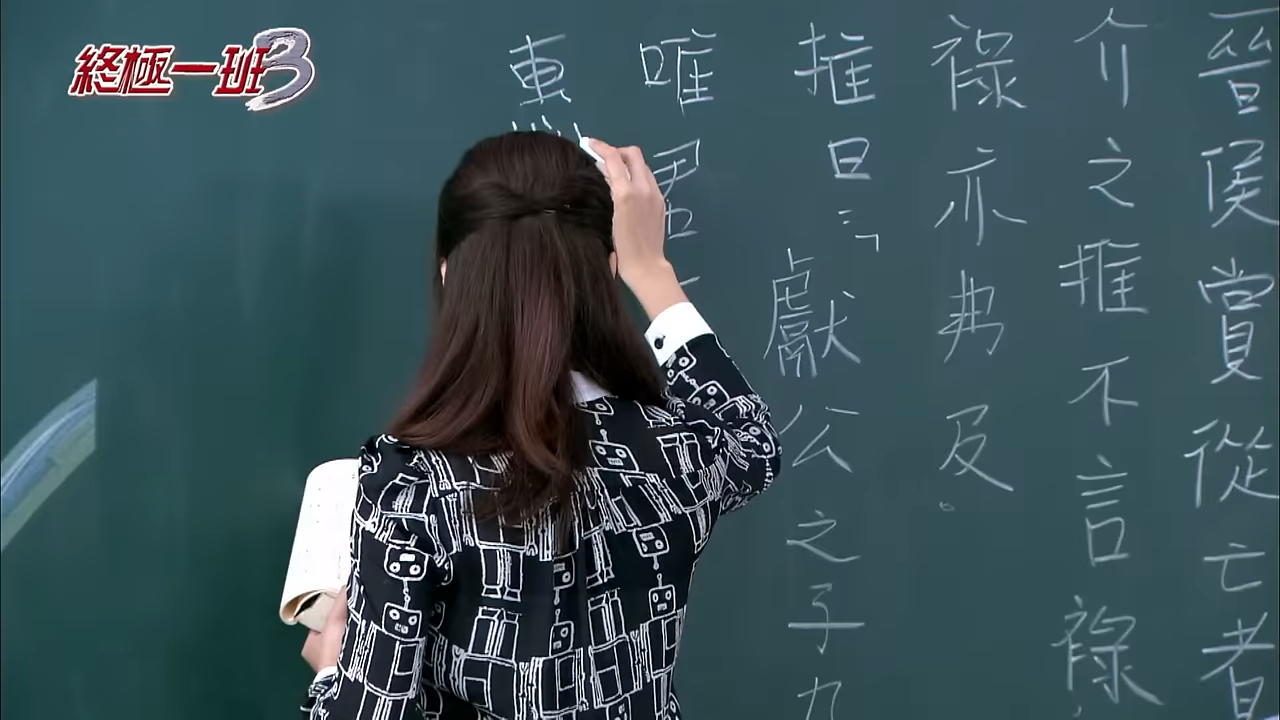 終極一班3
晉侯賞從亡者
介之推不言祿
祿亦弗及。
推曰：「獻公之子九
唯君